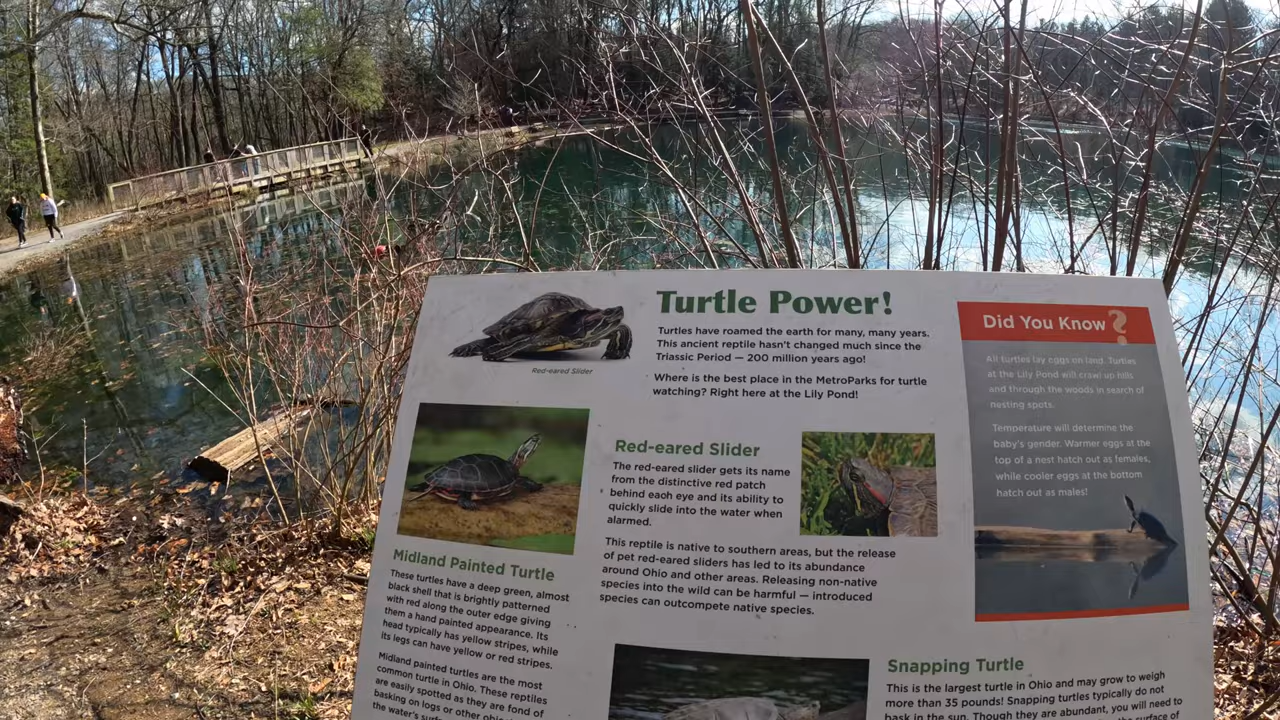 Turtle Power!
Turtles have roamed the earth for many, many years.
This ancient reptile hasn't changed much since the
Triassic Period — 200 million years ago!
Where is the best place in the MetroParks for turtle
watching? Right here at the Lily Pond!
Red-eared Slider
Midland Painted Turtle
These turtles have a deep green, almost
black shell that is brightly patterned
with red along the outer edge giving
them a hand painted appearance. Its
head typically has yellow stripes, while
its legs can have yellow or red stripes.
Midland painted turtles are the most
common turtle in Ohio. These reptiles
are easily spotted as they are fond of
basking on logs or other
the water's
Red-eared Slider
The red-eared slider gets its name
from the distinctive red patch
behind each eye and its ability to
quickly slide into the water when
alarmed.
This reptile is native to southern areas, but the release
of pet red-eared sliders has led to its abundance
around Ohio and other areas. Releasing non-native
species into the wild can be harmful — introduced
species can outcompete native species.
Did You Know?
All turtles lay eggs on land. Turtles
at the Lily Pond will crawl up hills
and through the woods in search of
nesting spots.
Temperature will determine the
baby's gender. Warmer eggs at the
top of a nest hatch out as females,
while cooler eggs at the bottom
hatch out as males!
Snapping Turtle
This is the largest turtle in Ohio and may grow to weigh
more than 35 pounds! Snapping turtles typically do not
bask in the sun. Though they are abundant, you will need to
surface of